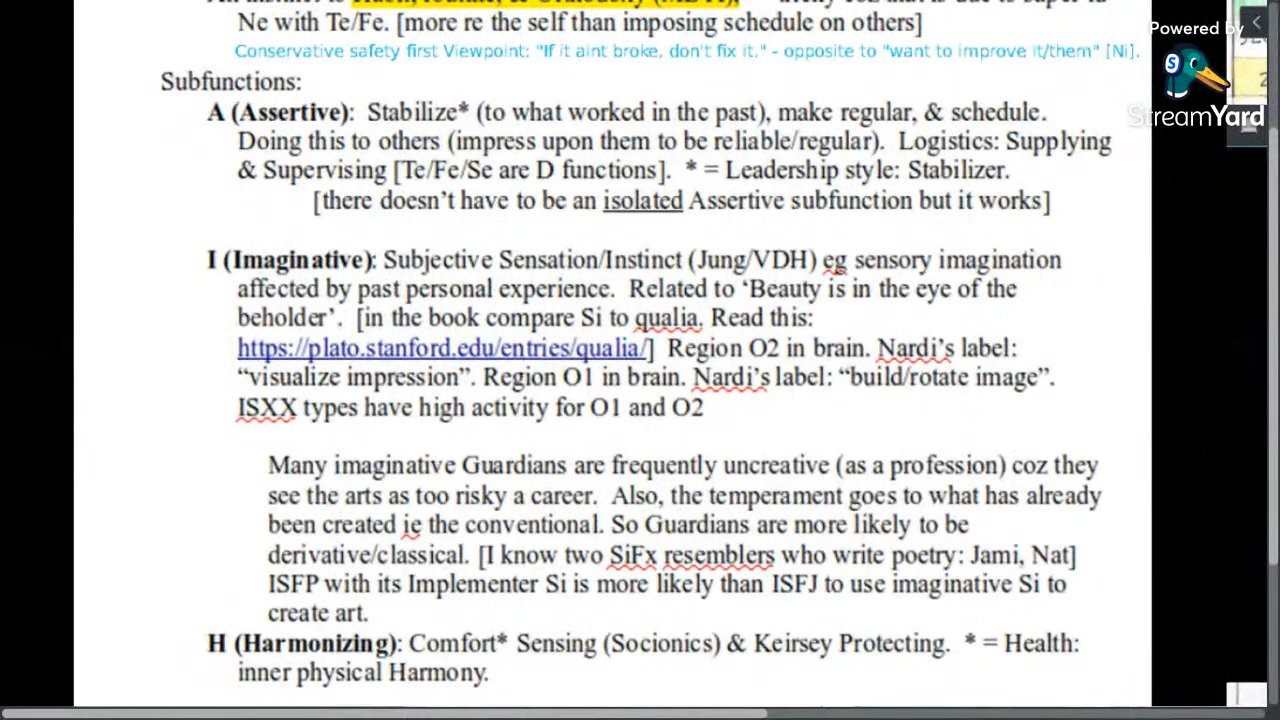 Ne with Te/Fe. [more re the self than imposing schedule on others]
Conservative safety first Viewpoint: "If it aint broke, don't fix it." - opposite to "want to improve it/them" [Ni].
Subfunctions:
A (Assertive): Stabilize* (to what worked in the past), make regular, & schedule.
Doing this to others (impress upon them to be reliable/regular). Logistics: Supplying
& Supervising [Te/Fe/Se are D functions]. * = Leadership style: Stabilizer.
[there doesn't have to be an isolated Assertive subfunction but it works]
I (Imaginative): Subjective Sensation/Instinct (Jung/VDH) eg sensory imagination
affected by past personal experience. Related to ‘Beauty is in the eye of the
beholder’. [in the book compare Si to qualia. Read this:
https://plato.stanford.edu/entries/qualia/] Region O2 in brain. Nardi’s label:
“visualize impression”. Region O1 in brain. Nardi’s label: “build/rotate image”.
ISXX types have high activity for O1 and O2
Many imaginative Guardians are frequently uncreative (as a profession) coz they
see the arts as too risky a career. Also, the temperament goes to what has already
been created ie the conventional. So Guardians are more likely to be
derivative/classical. [I know two SiFx resemblers who write poetry: Jami, Nat]
ISFP with its Implementer Si is more likely than ISFJ to use imaginative Si to
create art.
H (Harmonizing): Comfort* Sensing (Socionics) & Keirsey Protecting. * = Health:
inner physical Harmony.
Powered by
S
StreamYard